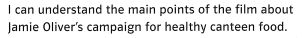 I can understand the main points of the film about
Jamie Oliver's campaign for healthy canteen food.